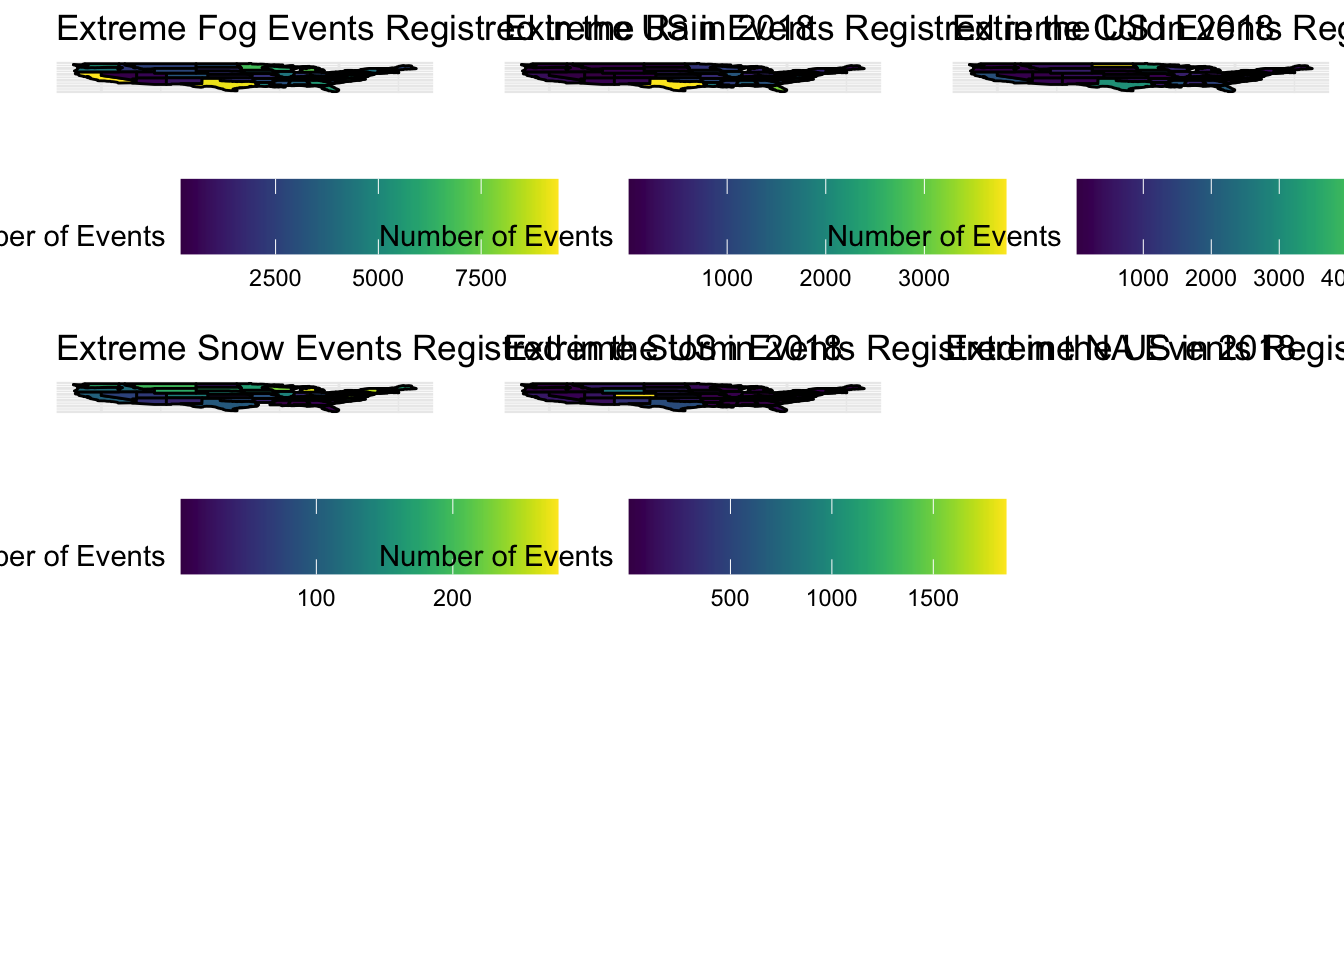 Extreme Fog Events Registred in the US in 2018
Extreme Rain Events Registred in the US in 2018
Extreme Cold Events Reg
ber of Events
2500 5000 7500
Number of Events
1000 2000 3000
Number of Events
1000 2000 3000 40
Extreme Snow Events Registred in the US in 2018
Extreme Storm Events Registred in the US in 2018
Extreme NA Events Regis
ber of Events
100 200
Number of Events
500 1000 1500